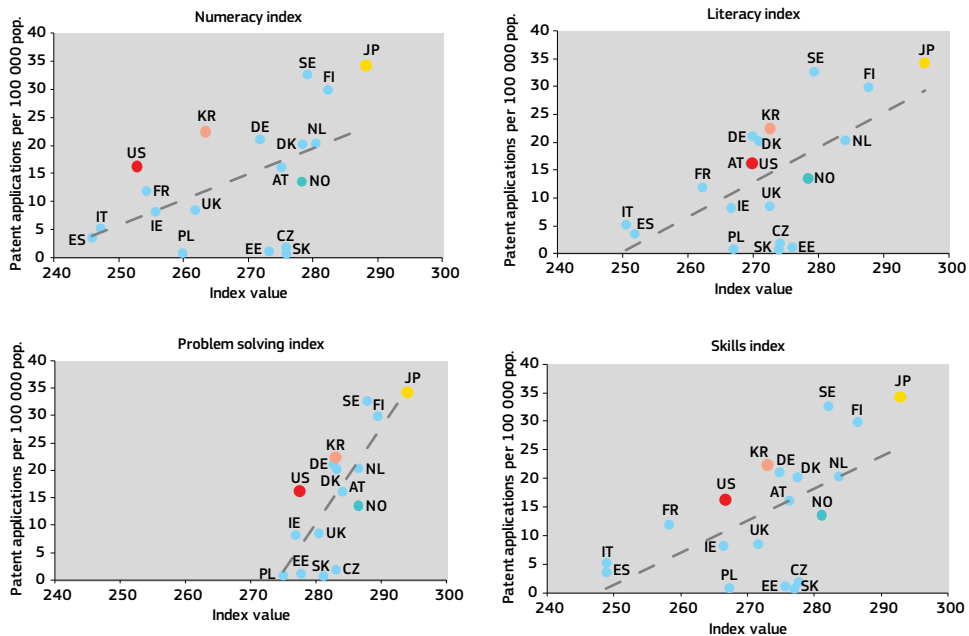 Numeracy index
Patent applications per 100 000 pop.
40
35
30
25
20
15
10
5
0
JP
SE
FI
KR
DE
DK
NL
US
AT
NO
FR
UK
IT
IE
ES
PL
EE
CZ
SK
240
250
260
270
280
290
300
Index value
Literacy index
Patent applications per 100 000 pop.
40
35
30
25
20
15
10
5
0
JP
SE
FI
KR
DE
DK
NL
AT
US
NO
FR
UK
IE
IT
ES
CZ
PL
SK
EE
240
250
260
270
280
290
300
Index value
Problem solving index
Patent applications per 100 000 pop.
40
35
30
25
20
15
10
5
0
JP
SE
FI
KR
DE
NL
US
DK
AT
NO
IE
UK
EE
SK
CZ
PL
240
250
260
270
280
290
300
Index value
Skills index
Patent applications per 100 000 pop.
40
35
30
25
20
15
10
5
0
JP
SE
FI
KR
DE
DK
NL
US
AT
NO
FR
UK
IE
IT
ES
PL
CZ
EE
SK
240
250
260
270
280
290
300
Index value